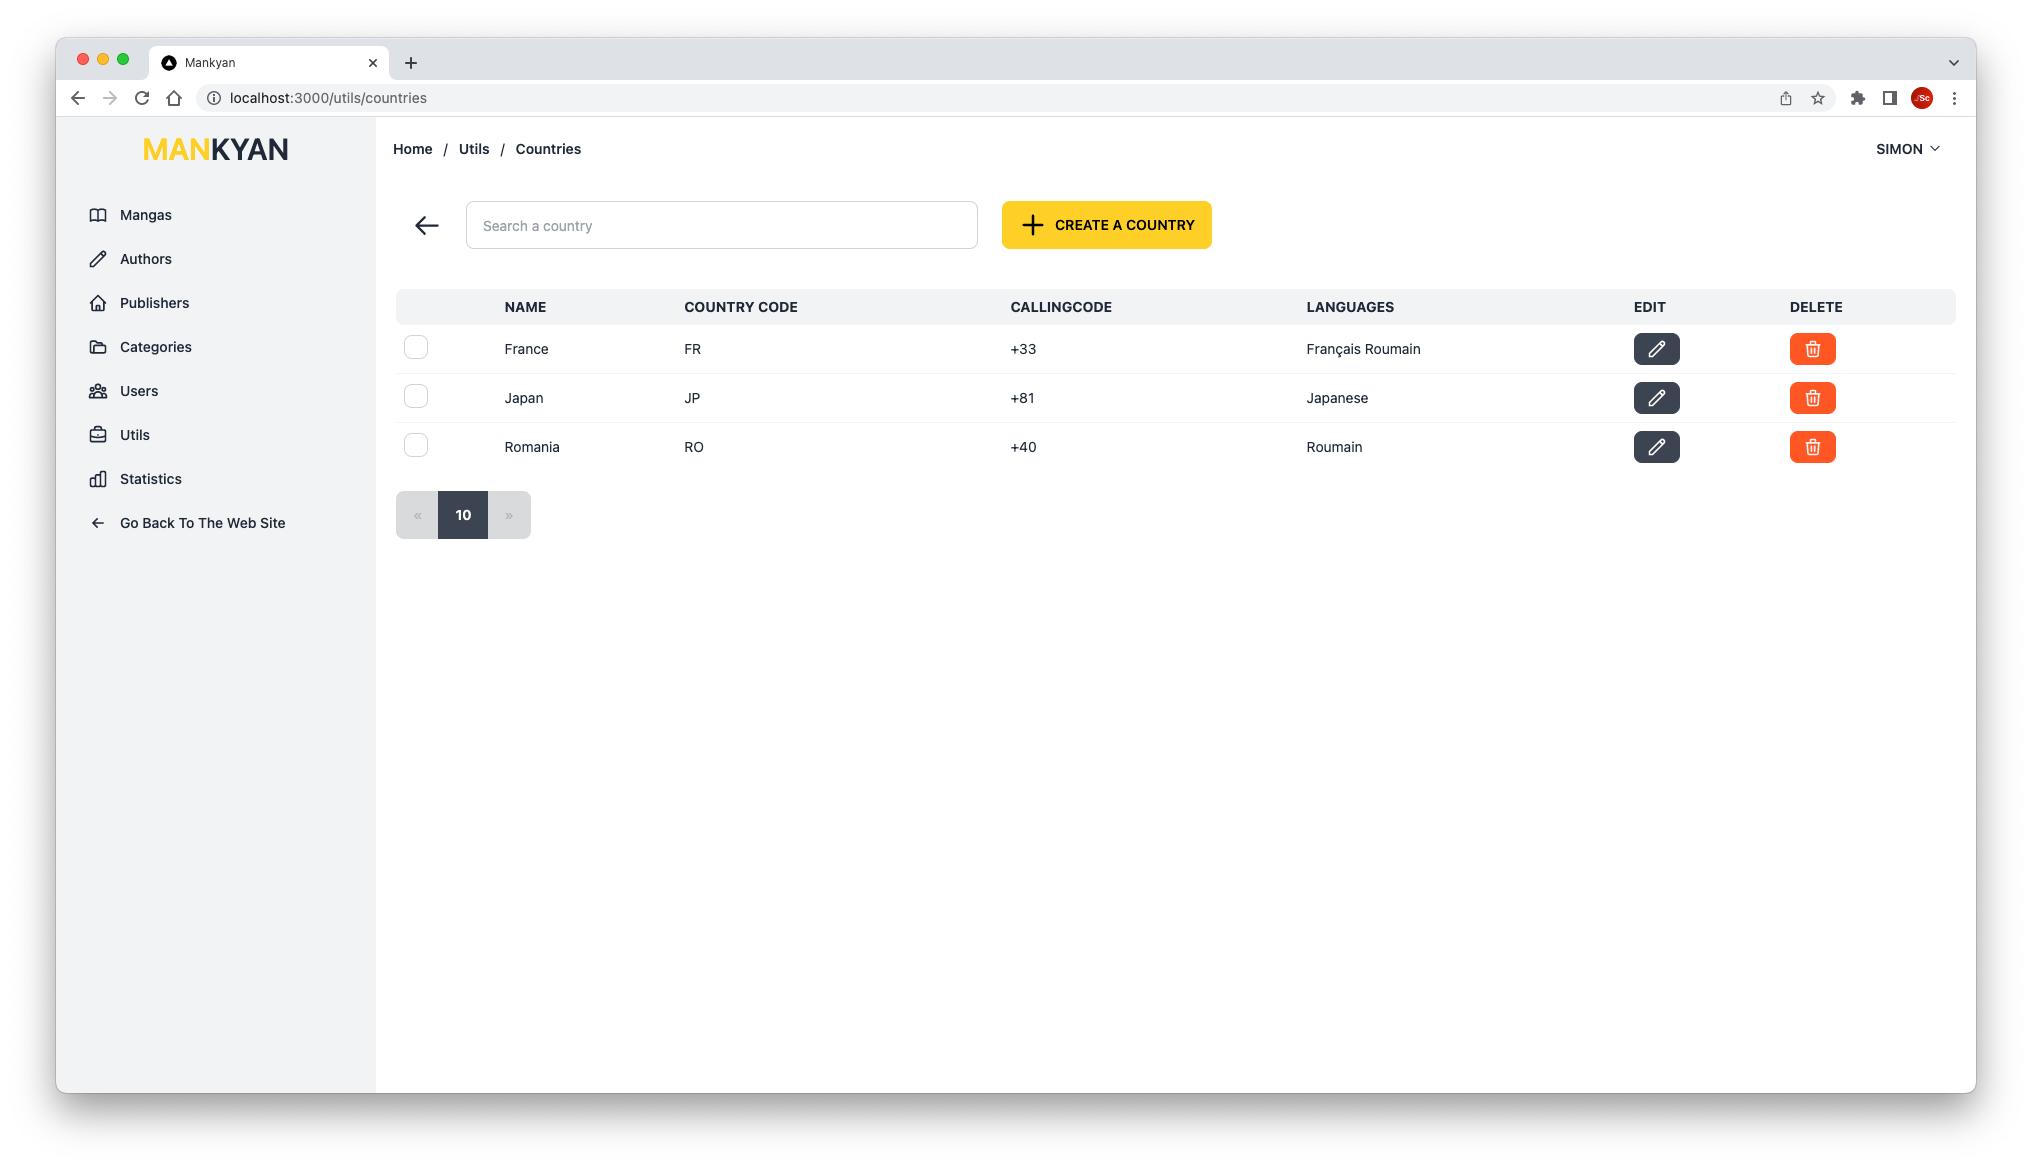 Mankyan
localhost:3000/utils/countries
MANKYAN
Home / Utils / Countries
SIMON
Mangas
Authors
Publishers
Categories
Users
Utils
Statistics
Go Back To The Web Site
Search a country
CREATE A COUNTRY
NAME COUNTRY CODE CALLINGCODE LANGUAGES EDIT DELETE
France FR +33 Français Roumain
Japan JP +81 Japanese
Romania RO +40 Roumain
« 10 »